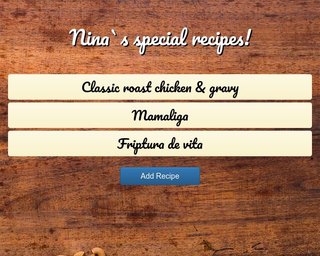 Nina`s special recipes!
Classic roast chicken & gravy
Mamaliga
Friptura de vita
Add Recipe